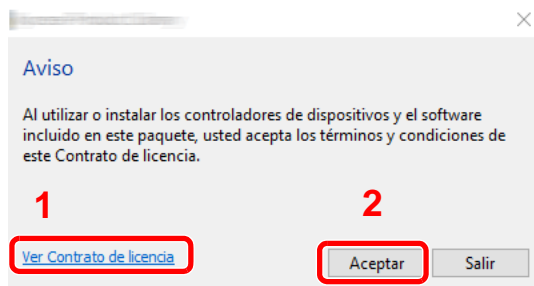 Aviso
Al utilizar o instalar los controladores de dispositivos y el software
incluido en este paquete, usted acepta los términos y condiciones de
este Contrato de licencia.
1
2
Ver Contrato de licencia
Aceptar
Salir